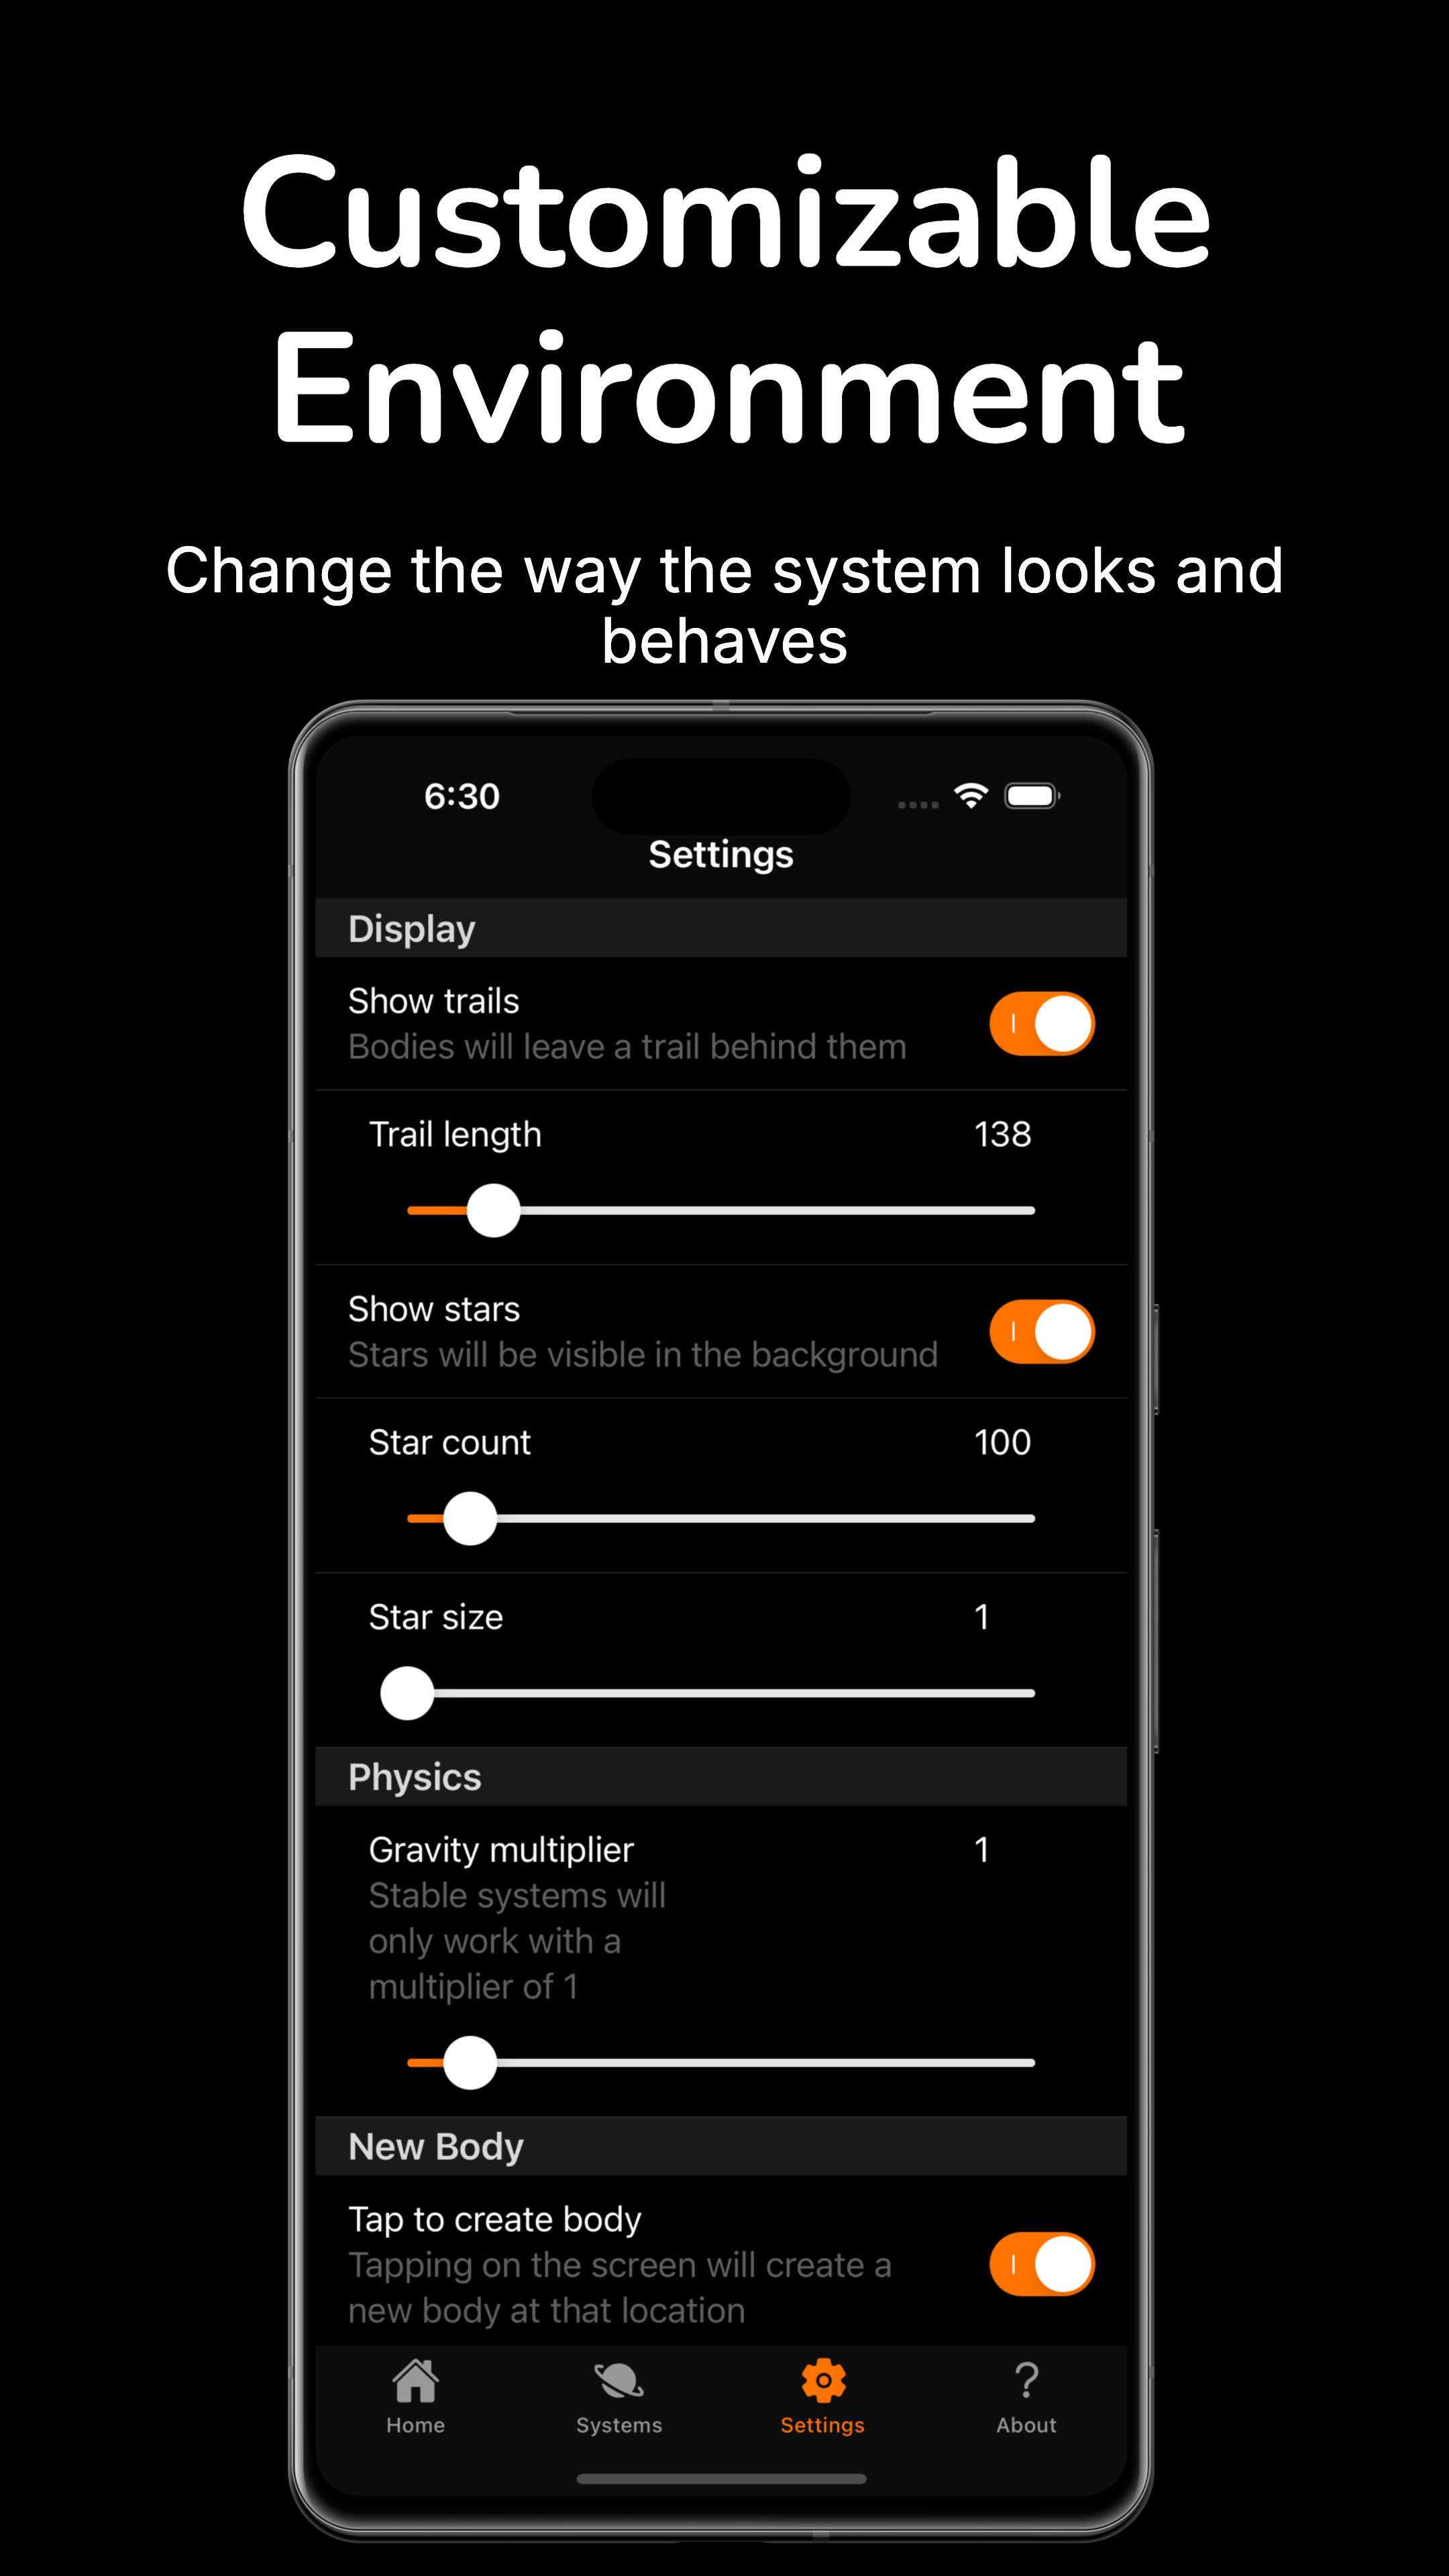 Customizable
Environment
Change the way the system looks and
behaves
6:30
Settings
Display
Show trails
Bodies will leave a trail behind them
Trail length 138
Show stars
Stars will be visible in the background
Star count 100
Star size 1
Physics
Gravity multiplier 1
Stable systems will
only work with a
multiplier of 1
New Body
Tap to create body
Tapping on the screen will create a
new body at that location
Home Systems Settings About